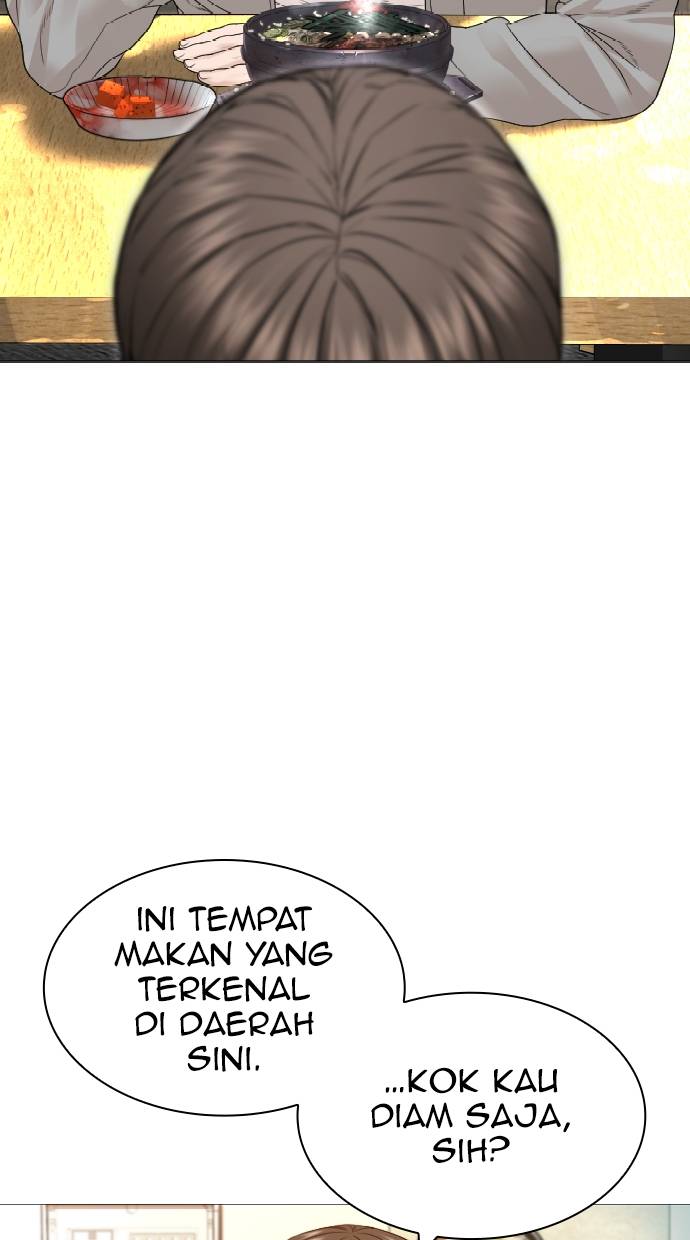 INI TEMPAT
MAKAN YANG
TERKENAL
DI DAERAH
SINI.
...KOK KAU
DIAM SAJA,
SIH?